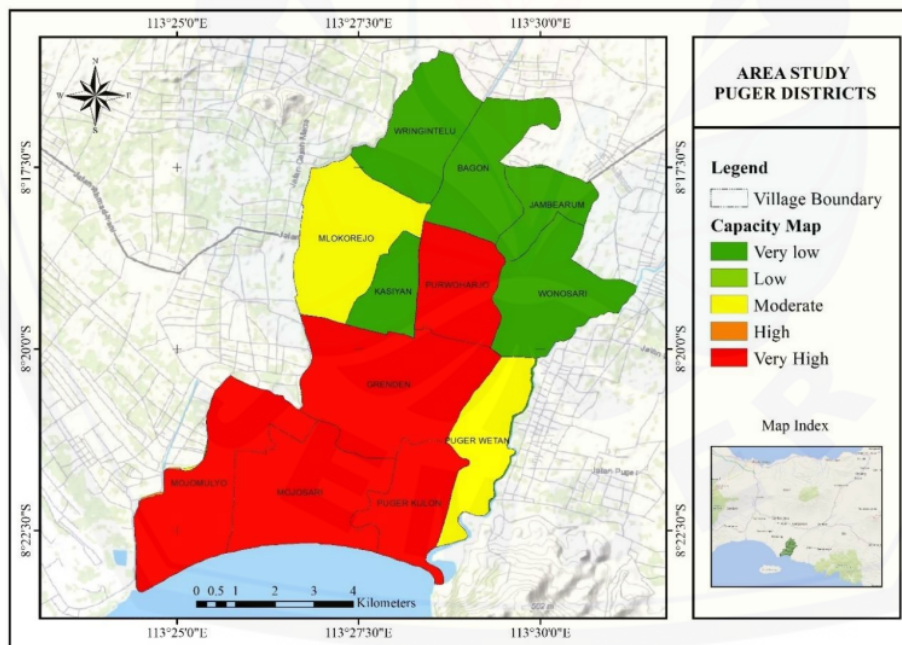 113°25'0"E 113°27'30"E 113°30'0"E
N
W E
S
8°17'30"S 8°17'30"S
8°20'0"S 8°20'0"S
8°22'30"S 8°22'30"S
WRINGINTELU
BAGON
JAMBEARUM
MLOKOREJO
KASIYAN
PURWOHARJO
WONOSARI
GRENDEN
PUGER WETAN
MOJOMULYO
MOJOSARI
PUGER KULON
Jalan Puger
0 0.5 1 2 3 4
Kilometers
113°25'0"E 113°27'30"E 113°30'0"E
AREA STUDY
PUGER DISTRICTS
Legend
Village Boundary
Capacity Map
Very low
Low
Moderate
High
Very High
Map Index